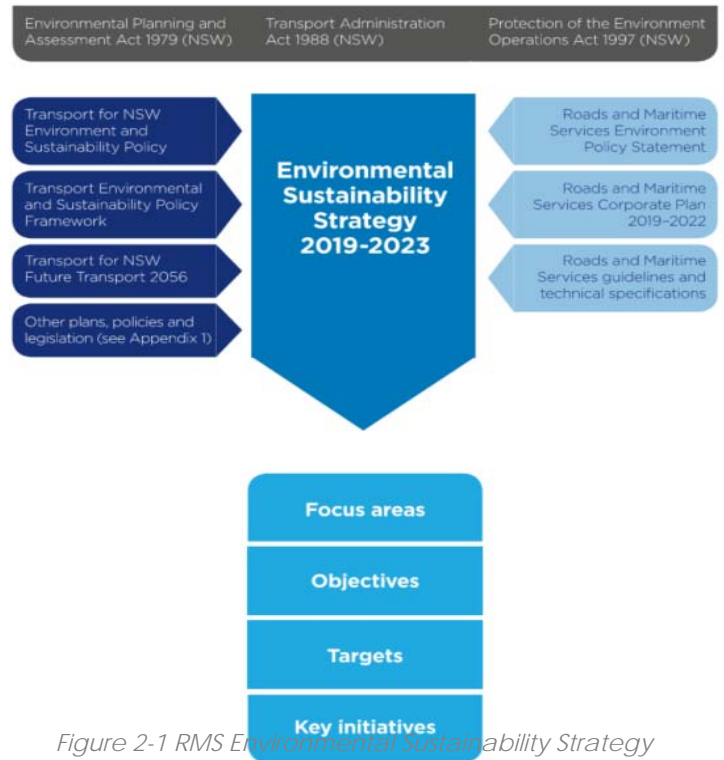 Environmental Planning and
Assessment Act 1979 (NSW)
Transport Administration
Act 1988 (NSW)
Protection of the Environment
Operations Act 1997 (NSW)
Transport for NSW
Environment and
Sustainability Policy
Transport Environmental
and Sustainability Policy
Framework
Transport for NSW
Future Transport 2056
Other plans, policies and
legislation (see Appendix 1)
Environmental
Sustainability
Strategy
2019-2023
Roads and Maritime
Services Environment
Policy Statement
Roads and Maritime
Services Corporate Plan
2019–2022
Roads and Maritime
Services guidelines and
technical specifications
Focus areas
Objectives
Targets
Key initiatives
Figure 2-1 RMS Environmental Sustainability Strategy